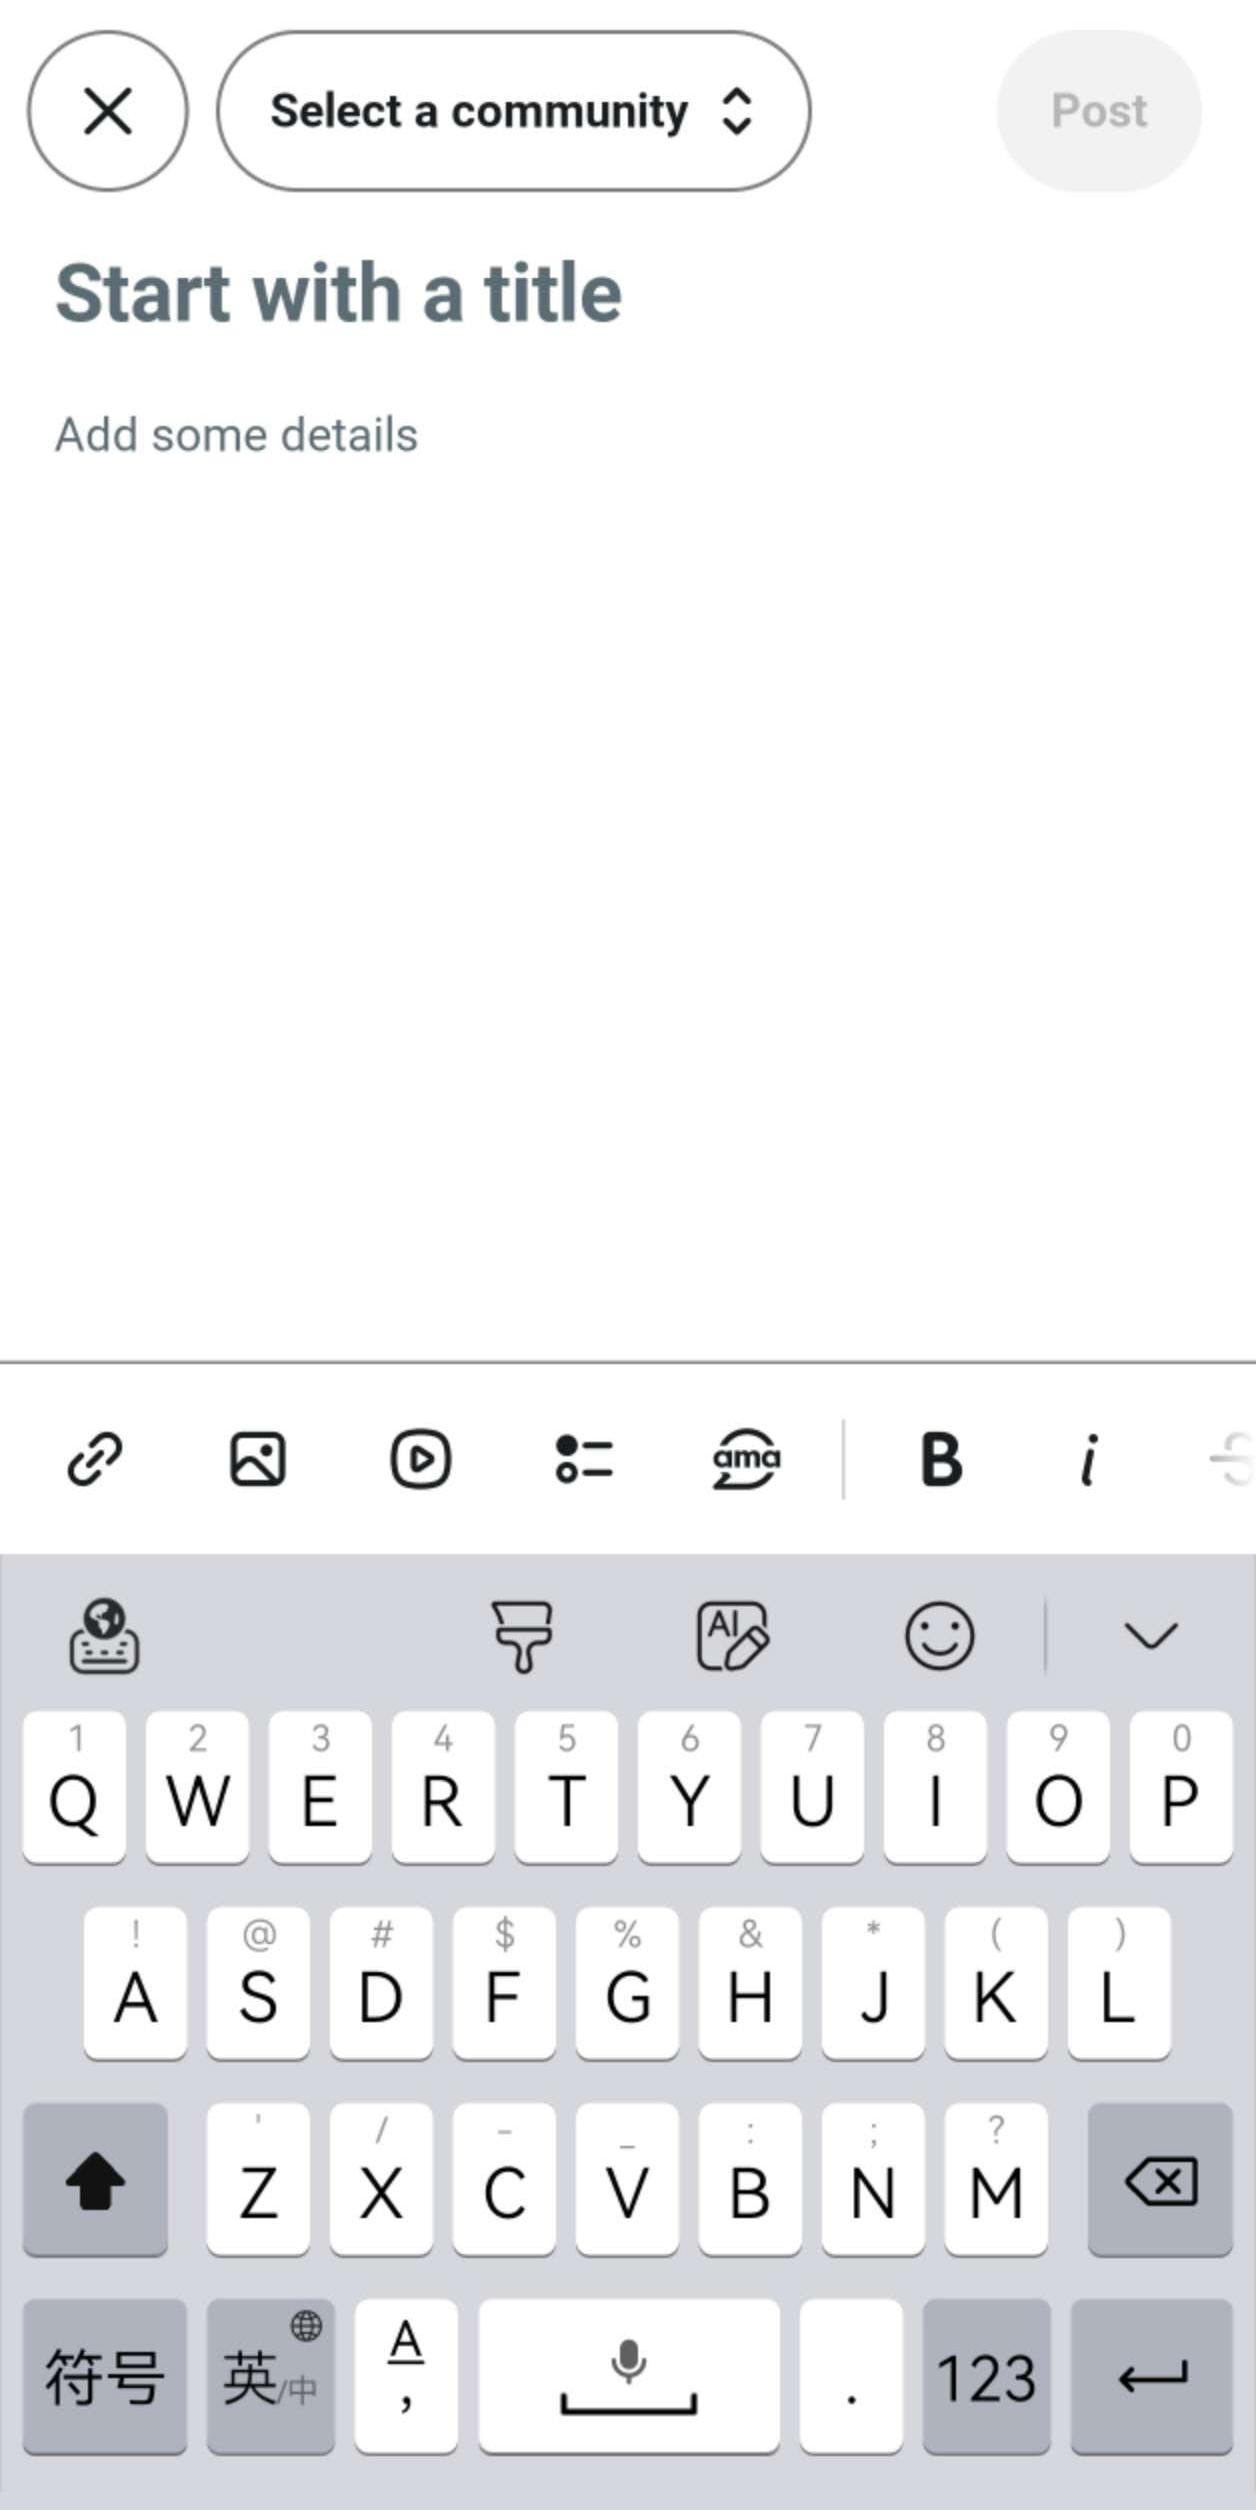 Select a community
Post
Start with a title
Add some details
ama
B i S
AI
1 2 3 4 5 6 7 8 9 0
Q W E R T Y U I O P
! @ # $ % & * ( )
A S D F G H J K L
' / - _ : ; ?
Z X C V B N M
符号 英/中 A , . 123